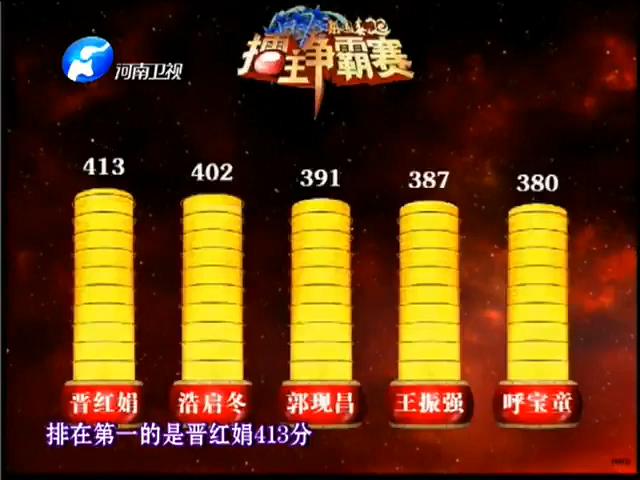 河南卫视
擂主争霸赛
413
402
391
387
380
晋红娟
浩启冬
郭现昌
王振强
呼宝童
排在第一的是晋红娟413分